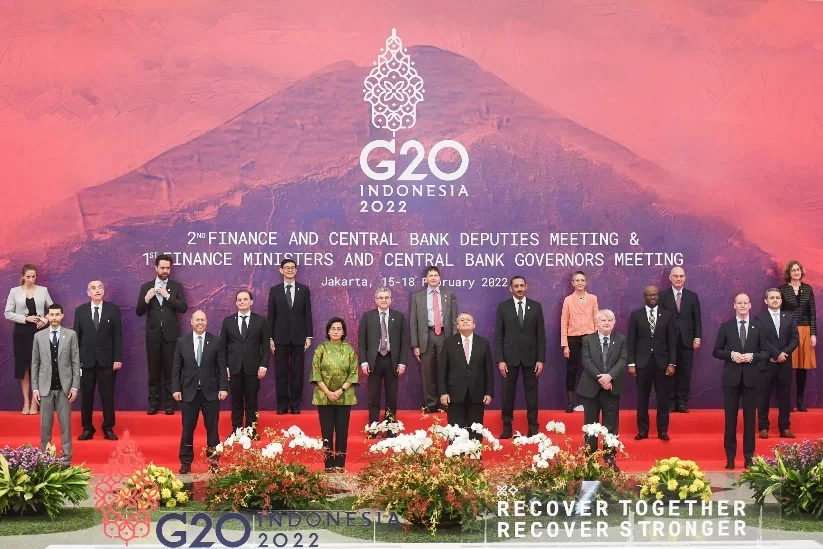 G20
INDONESIA
2022
2ND FINANCE AND CENTRAL BANK DEPUTIES MEETING &
1ST FINANCE MINISTERS AND CENTRAL BANK GOVERNORS MEETING
Jakarta, 15-18 February 2022
G20 INDONESIA
2022
RECOVER TOGETHER
RECOVER STRONGER